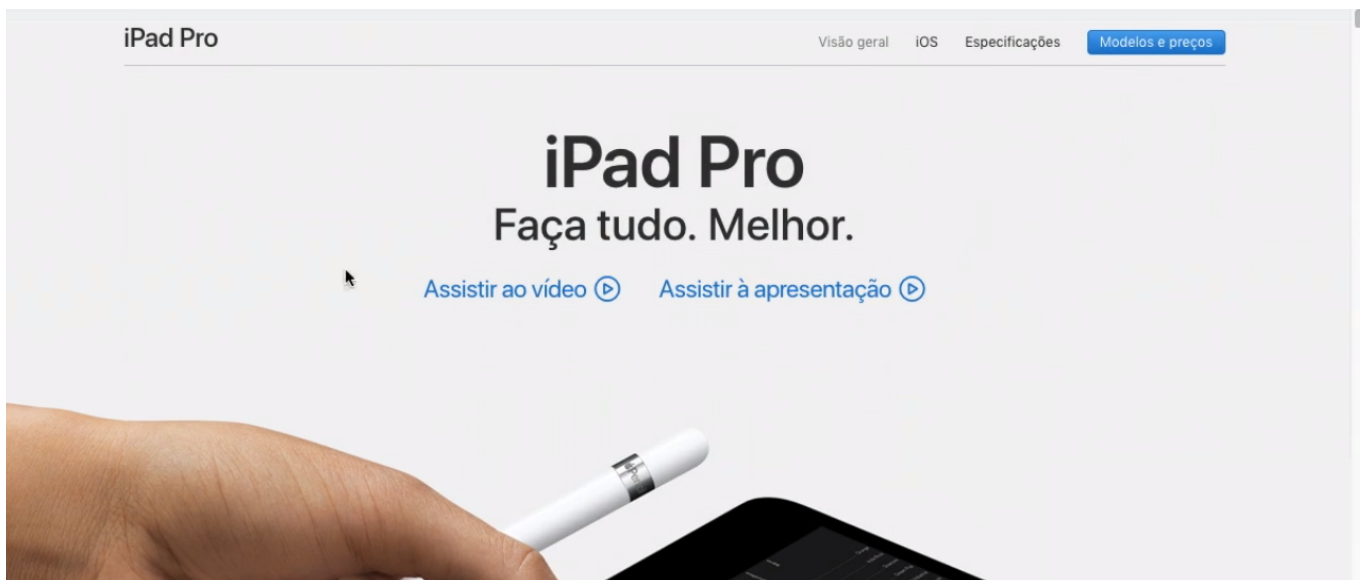 iPad Pro
Visão geral iOS Especificações Modelos e preços
iPad Pro
Faça tudo. Melhor.
Assistir ao vídeo Assistir à apresentação